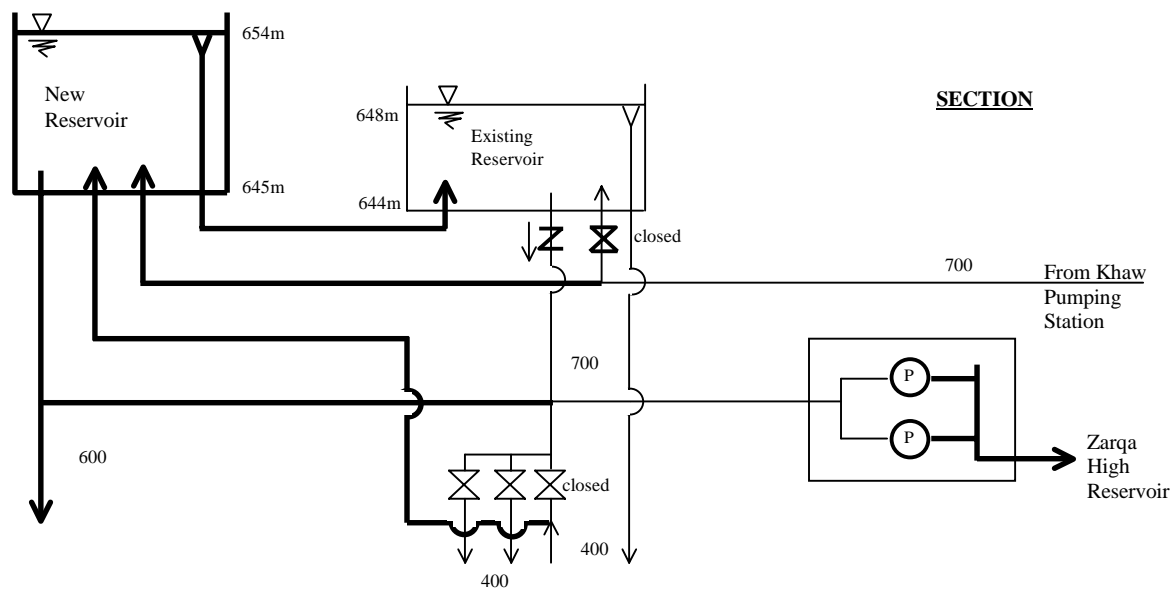 654m
New
Reservoir
645m
648m
Existing
Reservoir
644m
closed
SECTION
700
From Khaw
Pumping
Station
700
P
P
Zarqa
High
Reservoir
600
closed
400
400